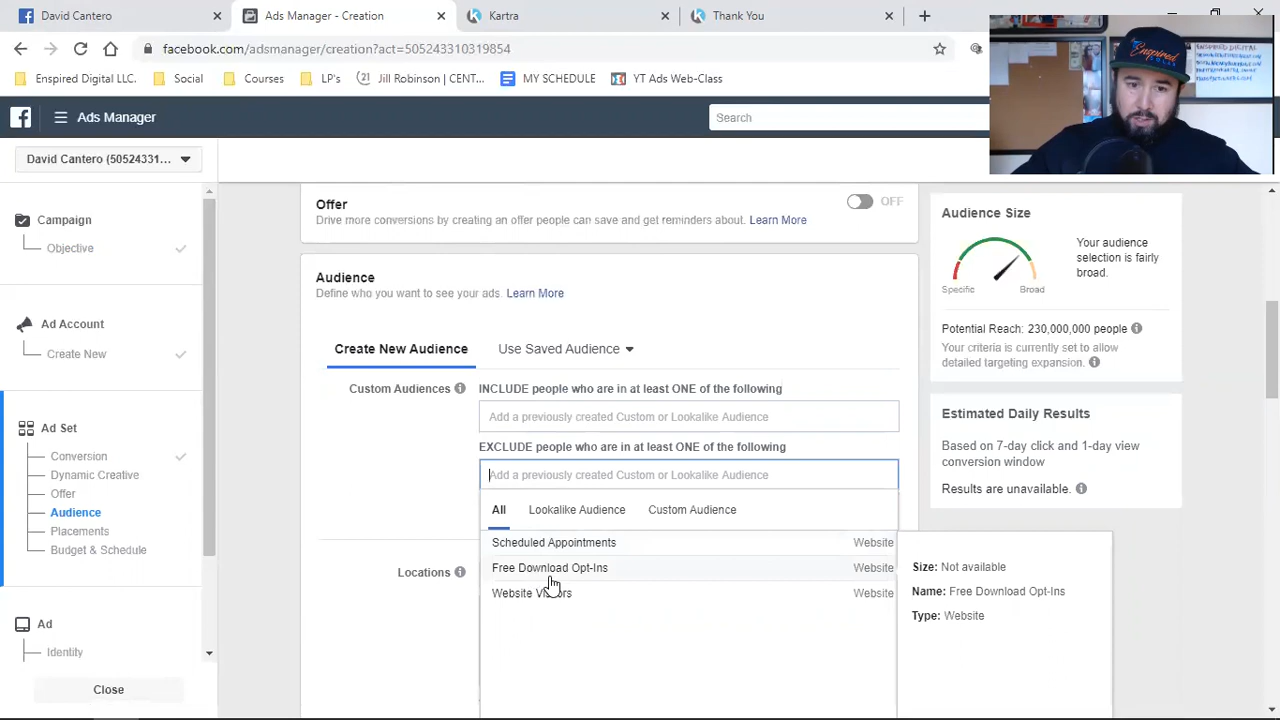 David Cantero
Ads Manager - Creation
Kartra
Thank You
facebook.com/adsmanager/creation?act=505243310319854
Enspired Digital LLC.
Social
Courses
LP's
Jill Robinson | CENT...
MY SCHEDULE
YT Ads Web-Class
Ads Manager
Search
David Cantero (50524331...
Campaign
Objective
Ad Account
Create New
Ad Set
Conversion
Dynamic Creative
Offer
Audience
Placements
Budget & Schedule
Ad
Identity
Close
Offer
OFF
Drive more conversions by creating an offer people can save and get reminders about. Learn More
Audience
Define who you want to see your ads. Learn More
Create New Audience
Use Saved Audience
Custom Audiences
INCLUDE people who are in at least ONE of the following
Add a previously created Custom or Lookalike Audience
EXCLUDE people who are in at least ONE of the following
Add a previously created Custom or Lookalike Audience
All
Lookalike Audience
Custom Audience
Scheduled Appointments
Website
Free Download Opt-Ins
Website
Website Visitors
Website
Locations
Size: Not available
Name: Free Download Opt-Ins
Type: Website
Audience Size
Your audience
selection is fairly
broad.
Specific
Broad
Potential Reach: 230,000,000 people
Your criteria is currently set to allow
detailed targeting expansion.
Estimated Daily Results
Based on 7-day click and 1-day view
conversion window
Results are unavailable.
Enspired
ENSPIRED DIGITAL